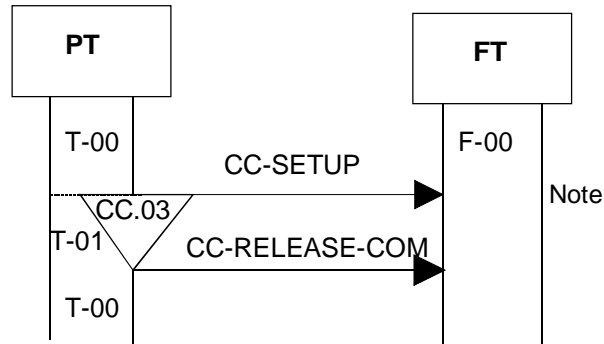 PT
FT
T-00
F-00
CC-SETUP
Note
CC.03
T-01
CC-RELEASE-COM
T-00